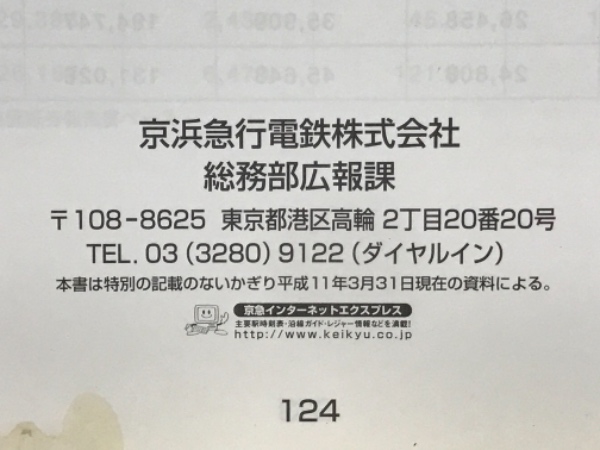 京浜急行電鉄株式会社
総務部広報課
〒108-8625 東京都港区高輪2丁目20番20号
TEL. 03(3280)9122(ダイヤルイン)
本書は特別の記載のないかぎり平成11年3月31日現在の資料による。
京急インターネットエクスプレス
主要駅時刻表・沿線ガイド・レジャー情報などを満載!
http://www.keikyu.co.jp
124